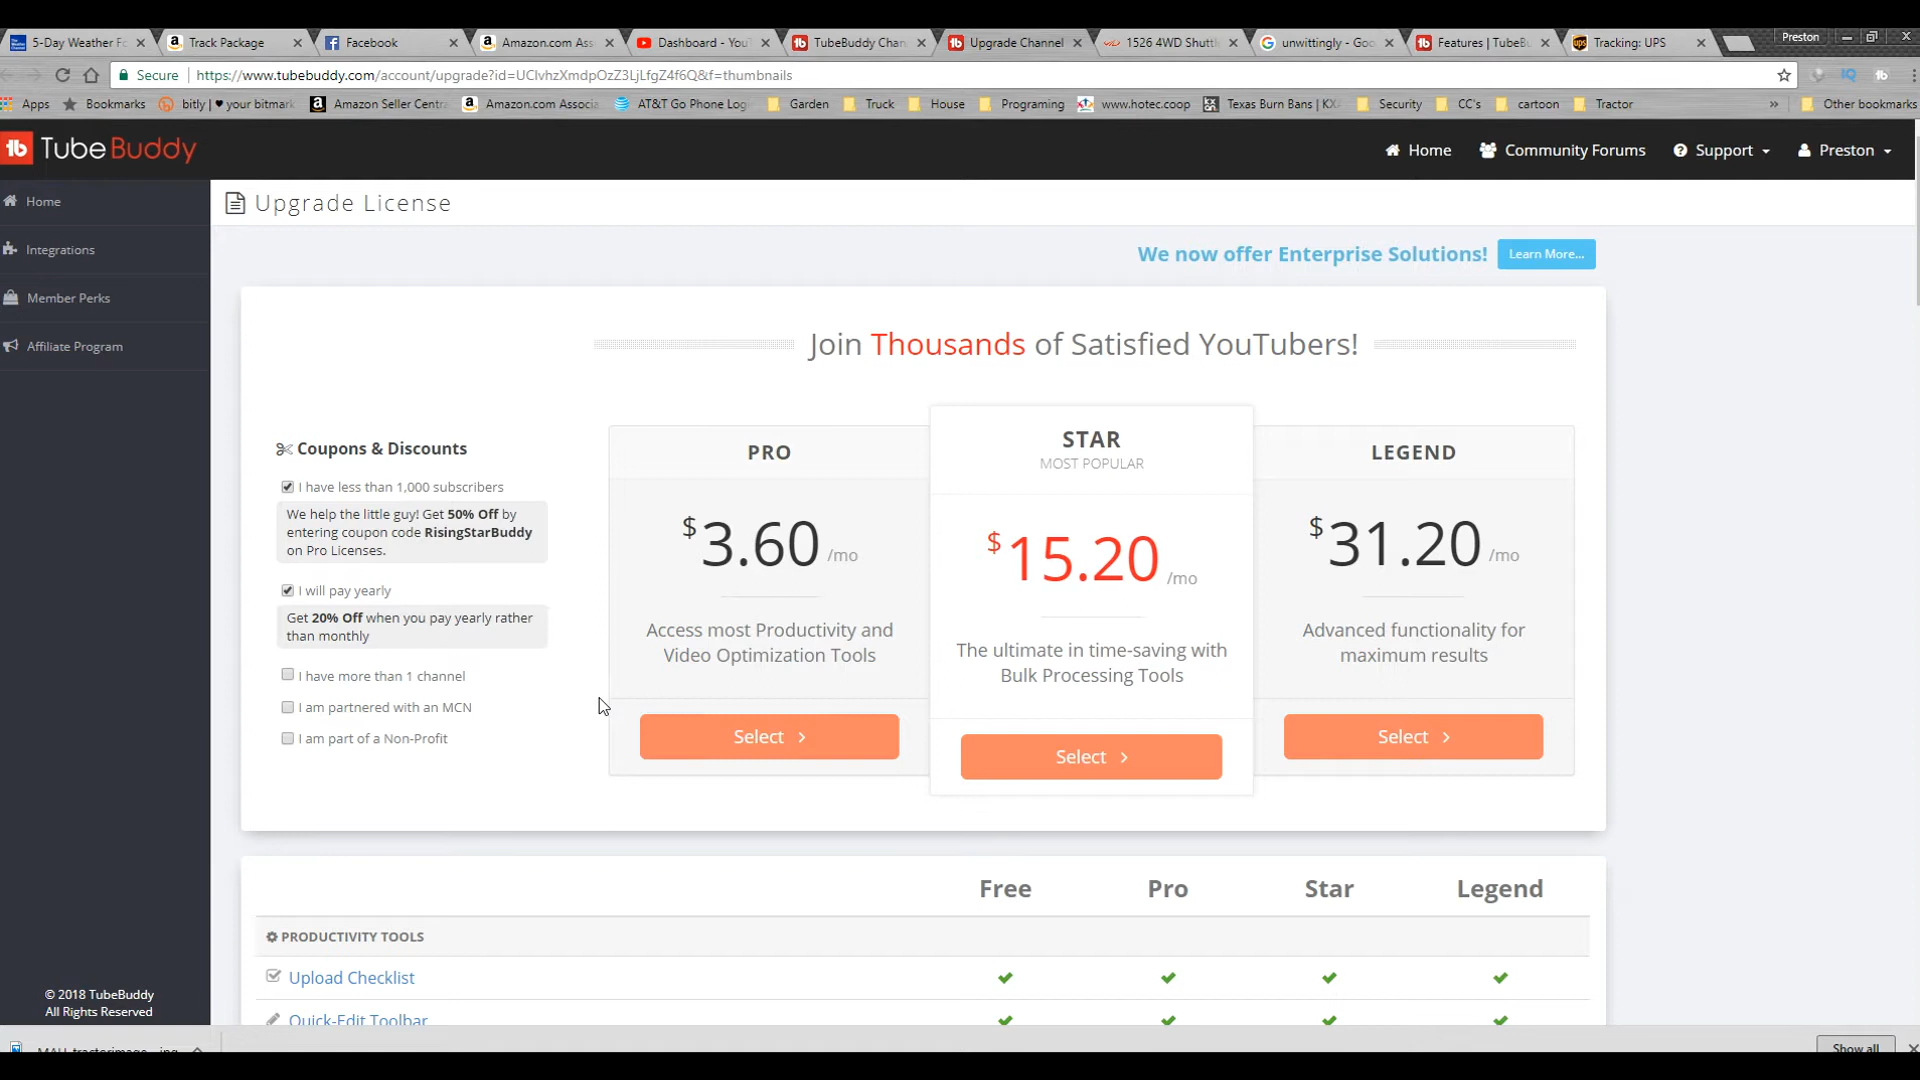 5-Day Weather Fo
Track Package
Facebook
Amazon.com Ass
Dashboard - You
TubeBuddy Chan
Upgrade Channel
1526 4WD Shuttl
unwittingly - Goo
Features | TubeBu
Tracking: UPS
Preston
Secure
https://www.tubebuddy.com/account/upgrade?id=UClvhzXmdpOzZ3LjLfgZ4f6Q&f=thumbnails
Apps
Bookmarks
bitly | ♥ your bitmark
Amazon Seller Centra
Amazon.com Associa
AT&T Go Phone Log
Garden
Truck
House
Programing
www.hotec.coop
Texas Burn Bans | KX
Security
CC's
cartoon
Tractor
»
Other bookmarks
TubeBuddy
Home
Community Forums
Support
Preston
Home
Integrations
Member Perks
Affiliate Program
© 2018 TubeBuddy
All Rights Reserved
Upgrade License
We now offer Enterprise Solutions!
Learn More...
Join Thousands of Satisfied YouTubers!
Coupons & Discounts
I have less than 1,000 subscribers
We help the little guy! Get 50% Off by
entering coupon code RisingStarBuddy
on Pro Licenses.
I will pay yearly
Get 20% Off when you pay yearly rather
than monthly
I have more than 1 channel
I am partnered with an MCN
I am part of a Non-Profit
PRO
$3.60 /mo
Access most Productivity and
Video Optimization Tools
Select >
STAR
MOST POPULAR
$15.20 /mo
The ultimate in time-saving with
Bulk Processing Tools
Select >
LEGEND
$31.20 /mo
Advanced functionality for
maximum results
Select >
Free Pro Star Legend
PRODUCTIVITY TOOLS
Upload Checklist
Quick-Edit Toolbar
Show all